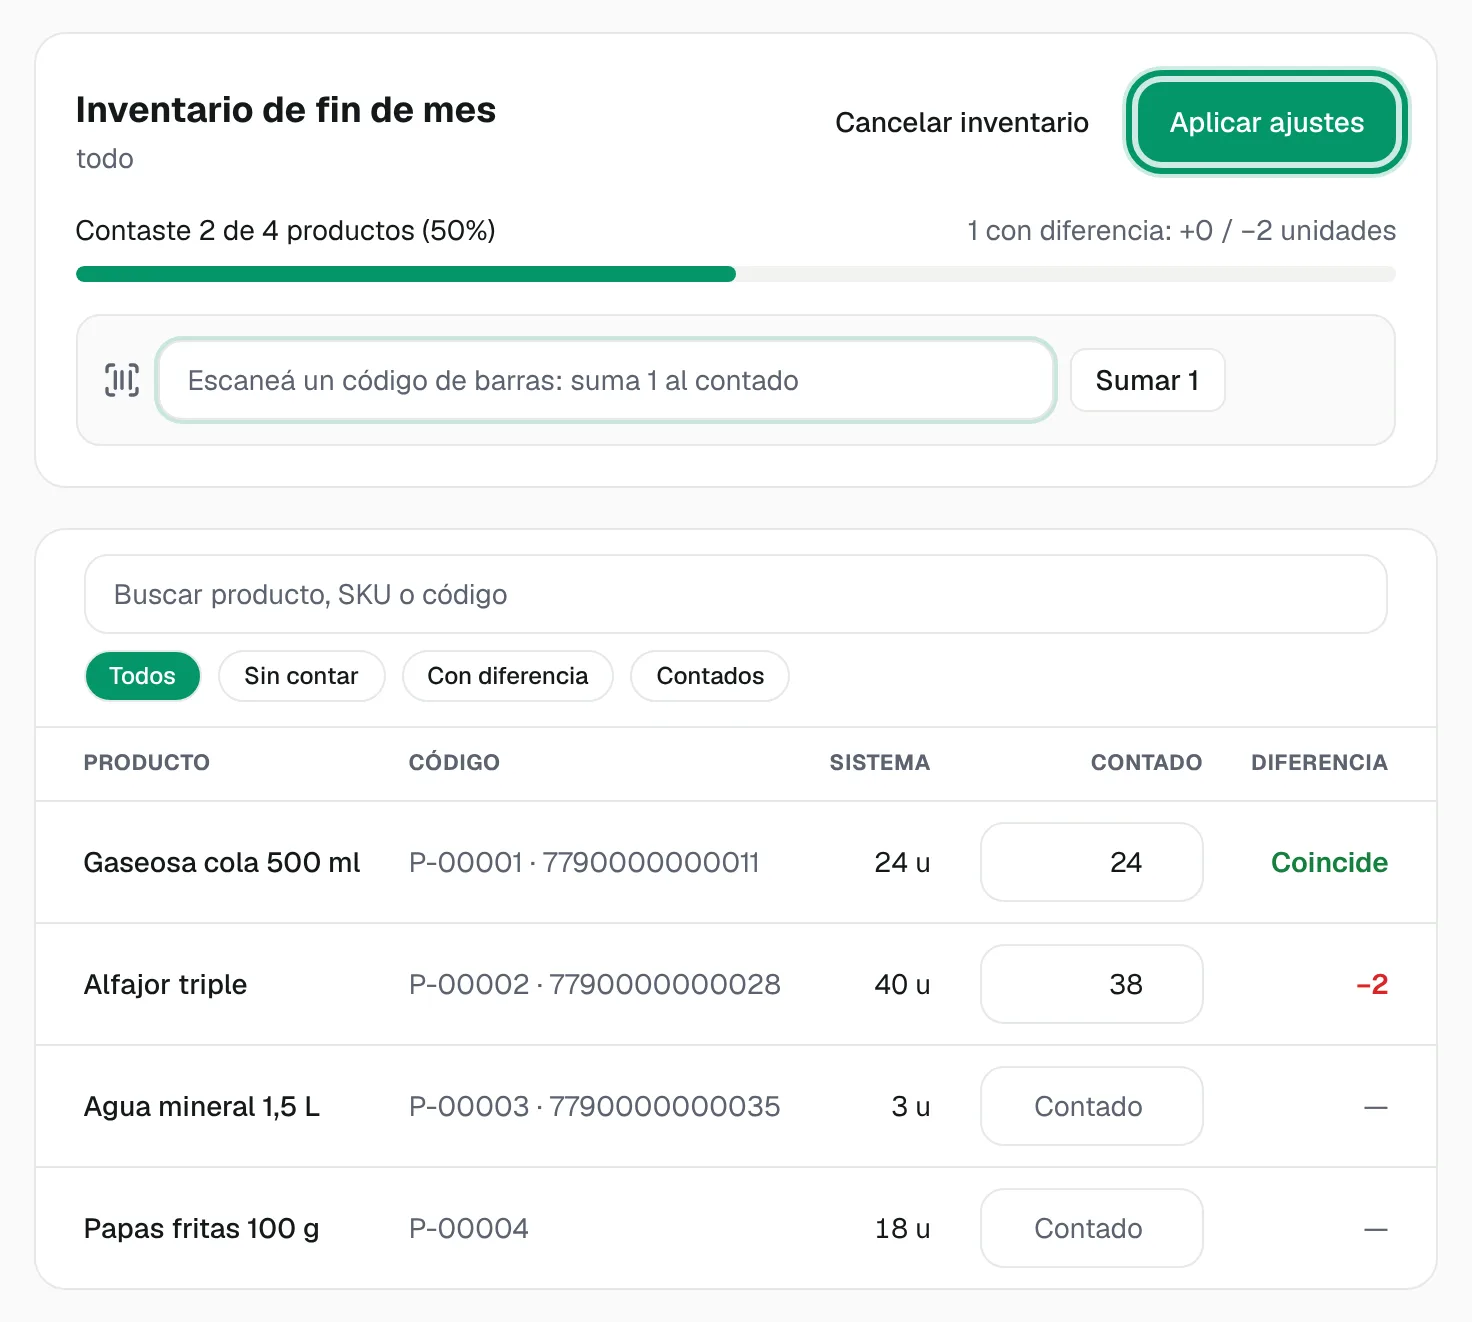 Inventario de fin de mes
todo
Cancelar inventario
Aplicar ajustes
Contaste 2 de 4 productos (50%)
1 con diferencia: +0 / −2 unidades
Escaneá un código de barras: suma 1 al contado
Sumar 1
Buscar producto, SKU o código
Todos
Sin contar
Con diferencia
Contados
PRODUCTO CÓDIGO SISTEMA CONTADO DIFERENCIA
Gaseosa cola 500 ml P-00001 · 7790000000011 24 u 24 Coincide
Alfajor triple P-00002 · 7790000000028 40 u 38 −2
Agua mineral 1,5 L P-00003 · 7790000000035 3 u Contado —
Papas fritas 100 g P-00004 18 u Contado —